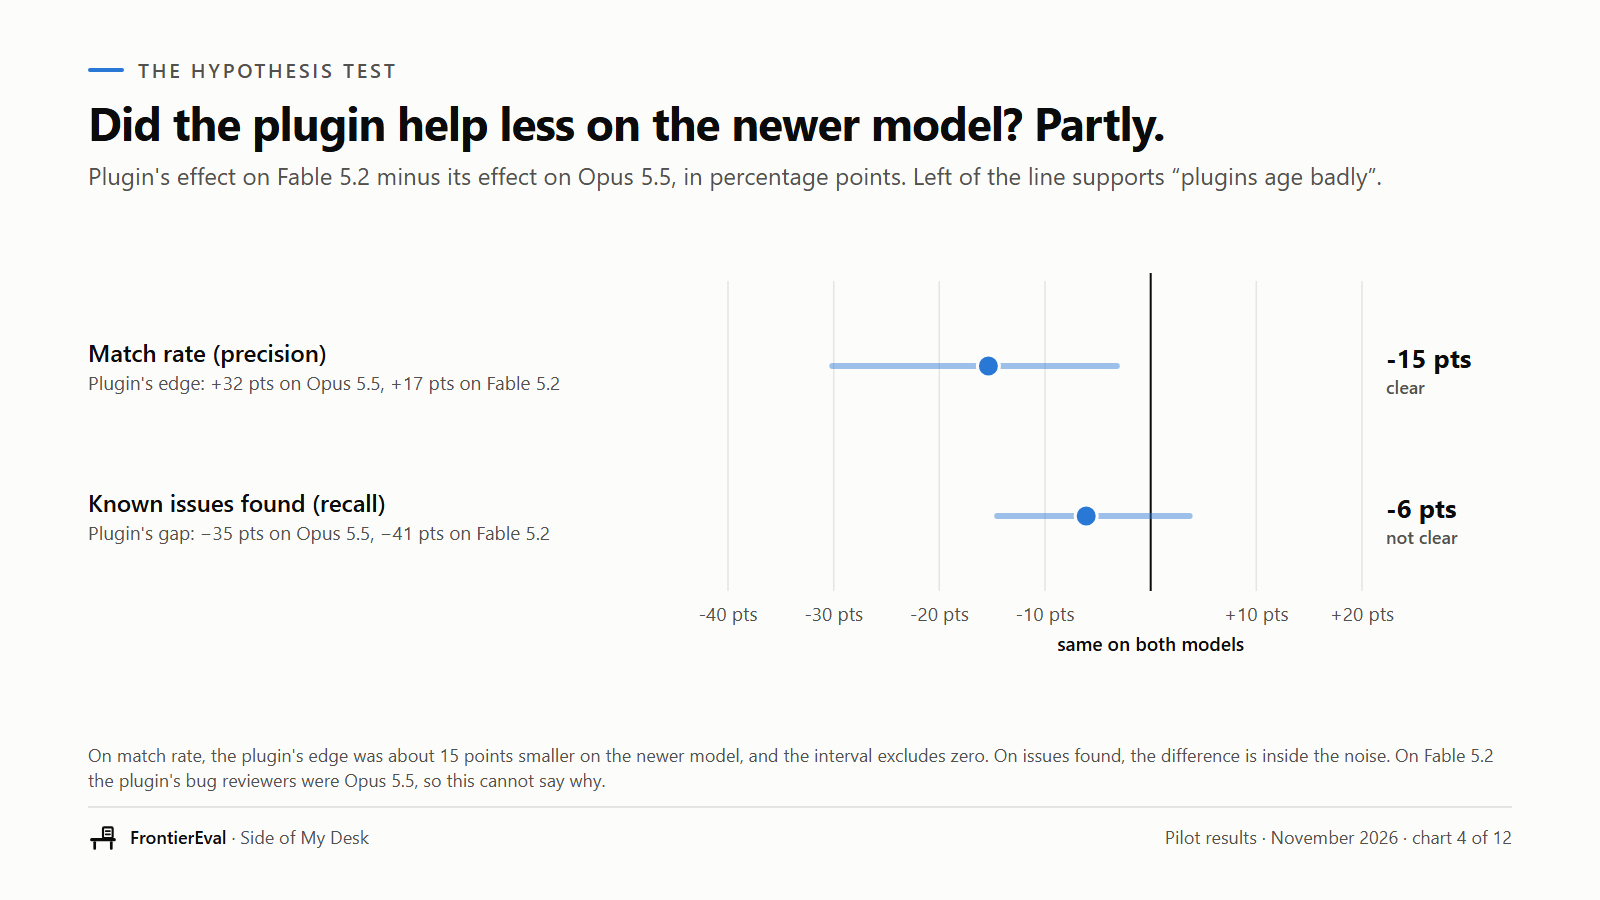 THE HYPOTHESIS TEST
Did the plugin help less on the newer model? Partly.
Plugin's effect on Fable 5.2 minus its effect on Opus 5.5, in percentage points. Left of the line supports “plugins age badly”.
Match rate (precision)
Plugin's edge: +32 pts on Opus 5.5, +17 pts on Fable 5.2
-15 pts
clear
Known issues found (recall)
Plugin's gap: −35 pts on Opus 5.5, −41 pts on Fable 5.2
-6 pts
not clear
-40 pts -30 pts -20 pts -10 pts +10 pts +20 pts
same on both models
On match rate, the plugin's edge was about 15 points smaller on the newer model, and the interval excludes zero. On issues found, the difference is inside the noise. On Fable 5.2
the plugin's bug reviewers were Opus 5.5, so this cannot say why.
FrontierEval · Side of My Desk
Pilot results · November 2026 · chart 4 of 12